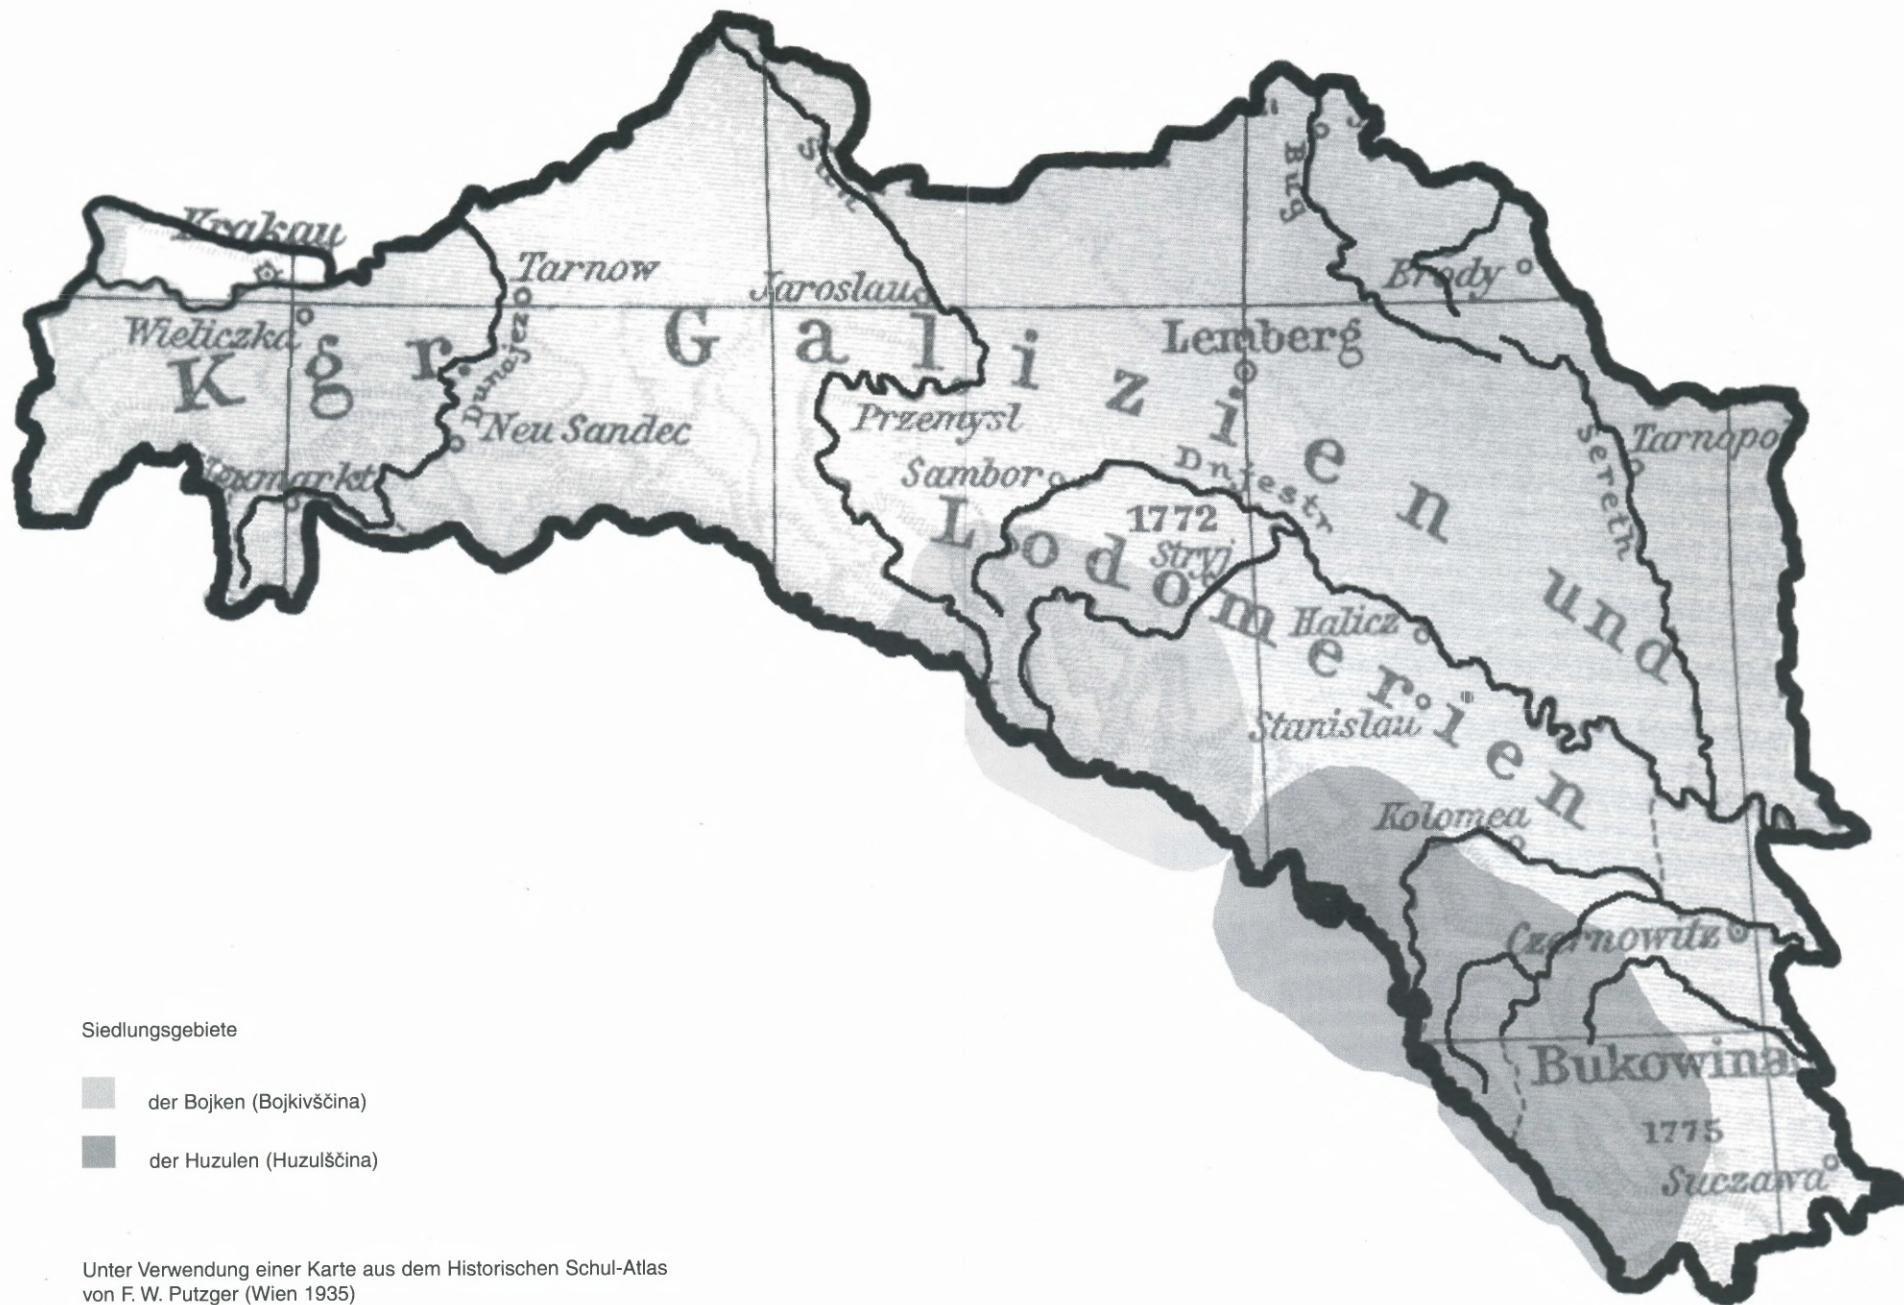 Krakau
Wieliczka
Kgr.
Dunajez
Tarnow
Neu Sandec
Neumarkt
San
Jaroslau
Galizien und
Przemysl
Sambor
Lodomerien
1772
Stryj
Dnjestr
Lemberg
Bug
Brody
Sereth
Tarnopol
Halicz
Stanislau
Kolomea
Czernowitz
Bukowina
1775
Suczawa
Siedlungsgebiete
der Bojken (Bojkivščina)
der Huzulen (Huzulščina)
Unter Verwendung einer Karte aus dem Historischen Schul-Atlas
von F. W. Putzger (Wien 1935)